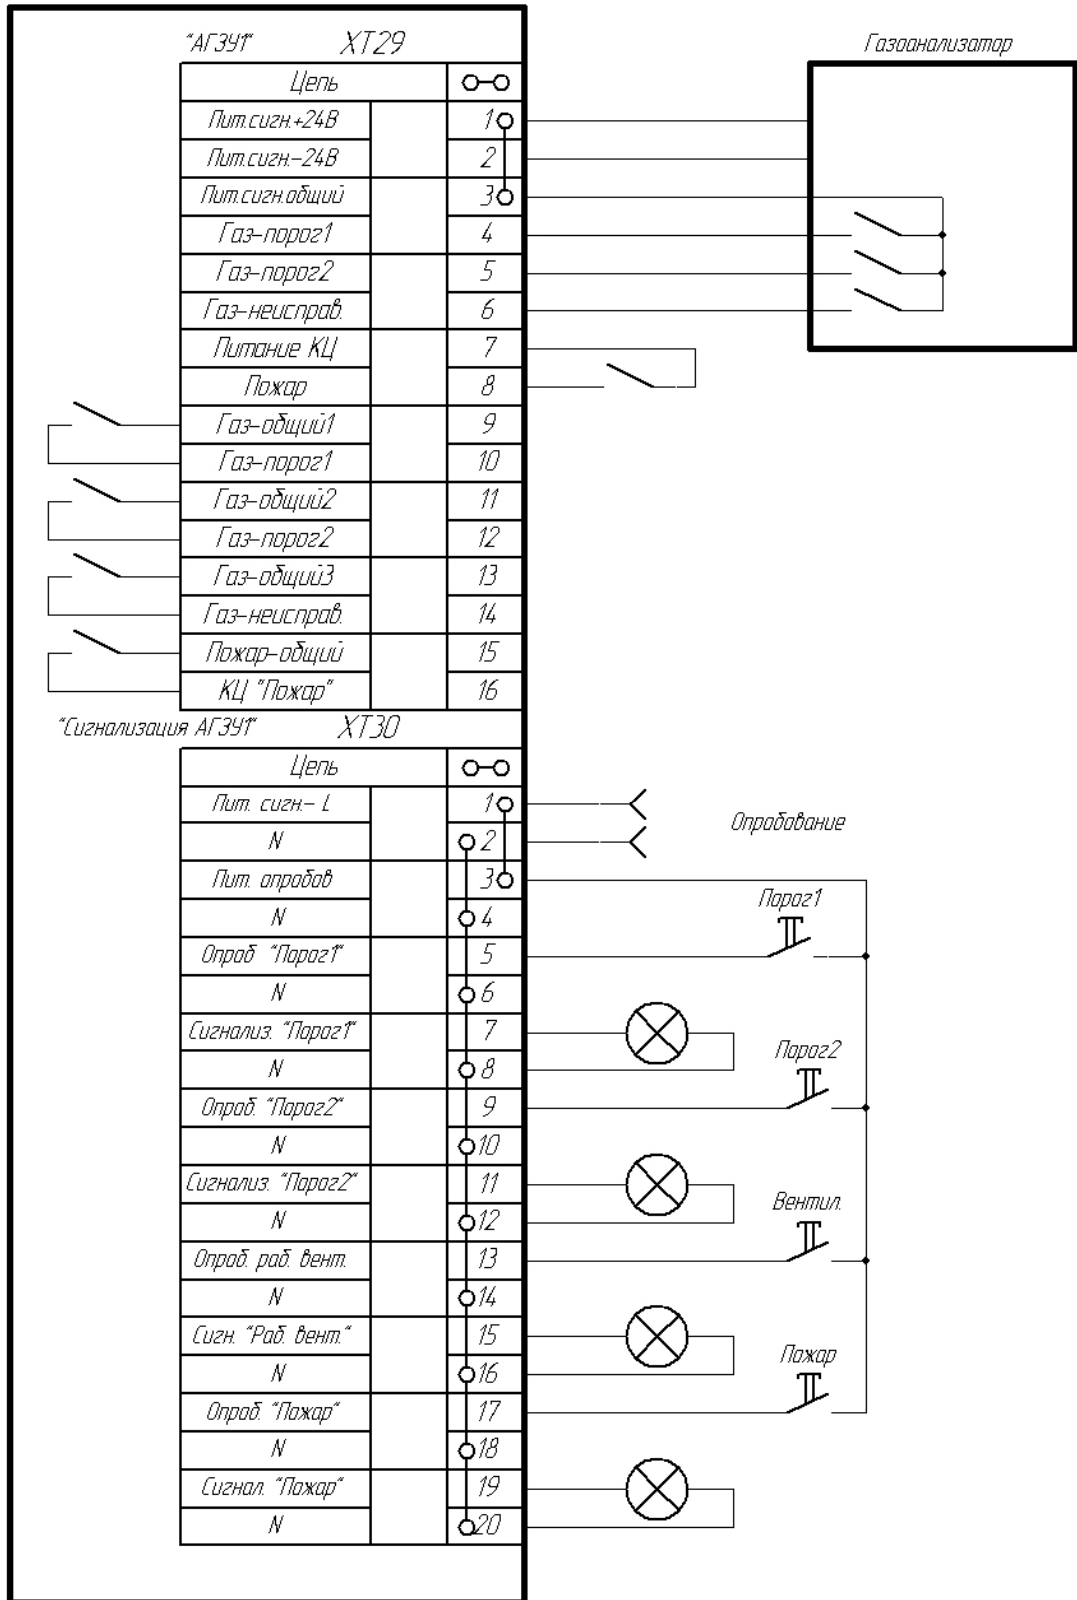 "АГЗУ1" XT29
Газоанализатор
Цепь
Пит.сигн.+24В 1
Пит.сигн.-24В 2
Пит.сигн.общий 3
Газ-порог1 4
Газ-порог2 5
Газ-неисправ. 6
Питание КЦ 7
Пожар 8
Газ-общий1 9
Газ-порог1 10
Газ-общий2 11
Газ-порог2 12
Газ-общий3 13
Газ-неисправ. 14
Пожар-общий 15
КЦ "Пожар" 16
"Сигнализация АГЗУ1" XT30
Цепь
Пит. сигн.- L 1
Опробование
N 2
Пит. опробов 3
Порог1
N 4
Опроб "Порог1" 5
N 6
Сигнализ. "Порог1" 7
Порог2
N 8
Опроб. "Порог2" 9
N 10
Сигнализ. "Порог2" 11
Вентил.
N 12
Опроб. раб. вент. 13
N 14
Сигн. "Раб. вент." 15
Пожар
N 16
Опроб. "Пожар" 17
N 18
Сигнал. "Пожар" 19
N 20